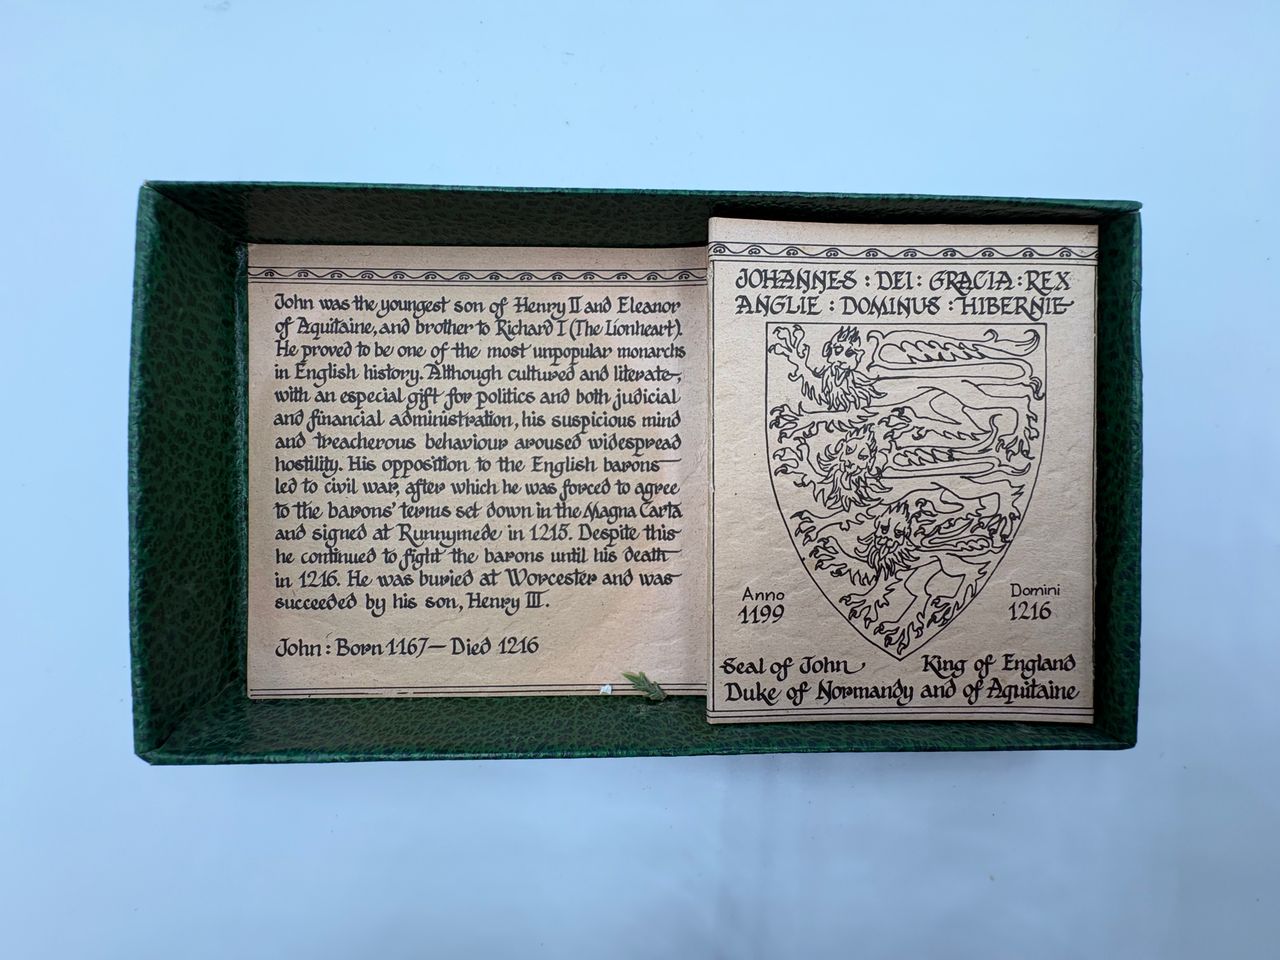 John was the youngest son of Henry II and Eleanor
of Aquitaine, and brother to Richard I (The Lionheart).
He proved to be one of the most unpopular monarchs
in English history. Although cultured and literate,
with an especial gift for politics and both judicial
and financial administration, his suspicious mind
and treacherous behaviour aroused widespread
hostility. His opposition to the English barons
led to civil war, after which he was forced to agree
to the barons' terms set down in the Magna Carta
and signed at Runnymede in 1215. Despite this
he continued to fight the barons until his death
in 1216. He was buried at Worcester and was
succeeded by his son, Henry III.
John : Born 1167 — Died 1216
JOHANNES : DEI : GRACIA : REX
ANGLIE : DOMINUS : HIBERNIE
Anno
1199
Domini
1216
Seal of John King of England
Duke of Normandy and of Aquitaine